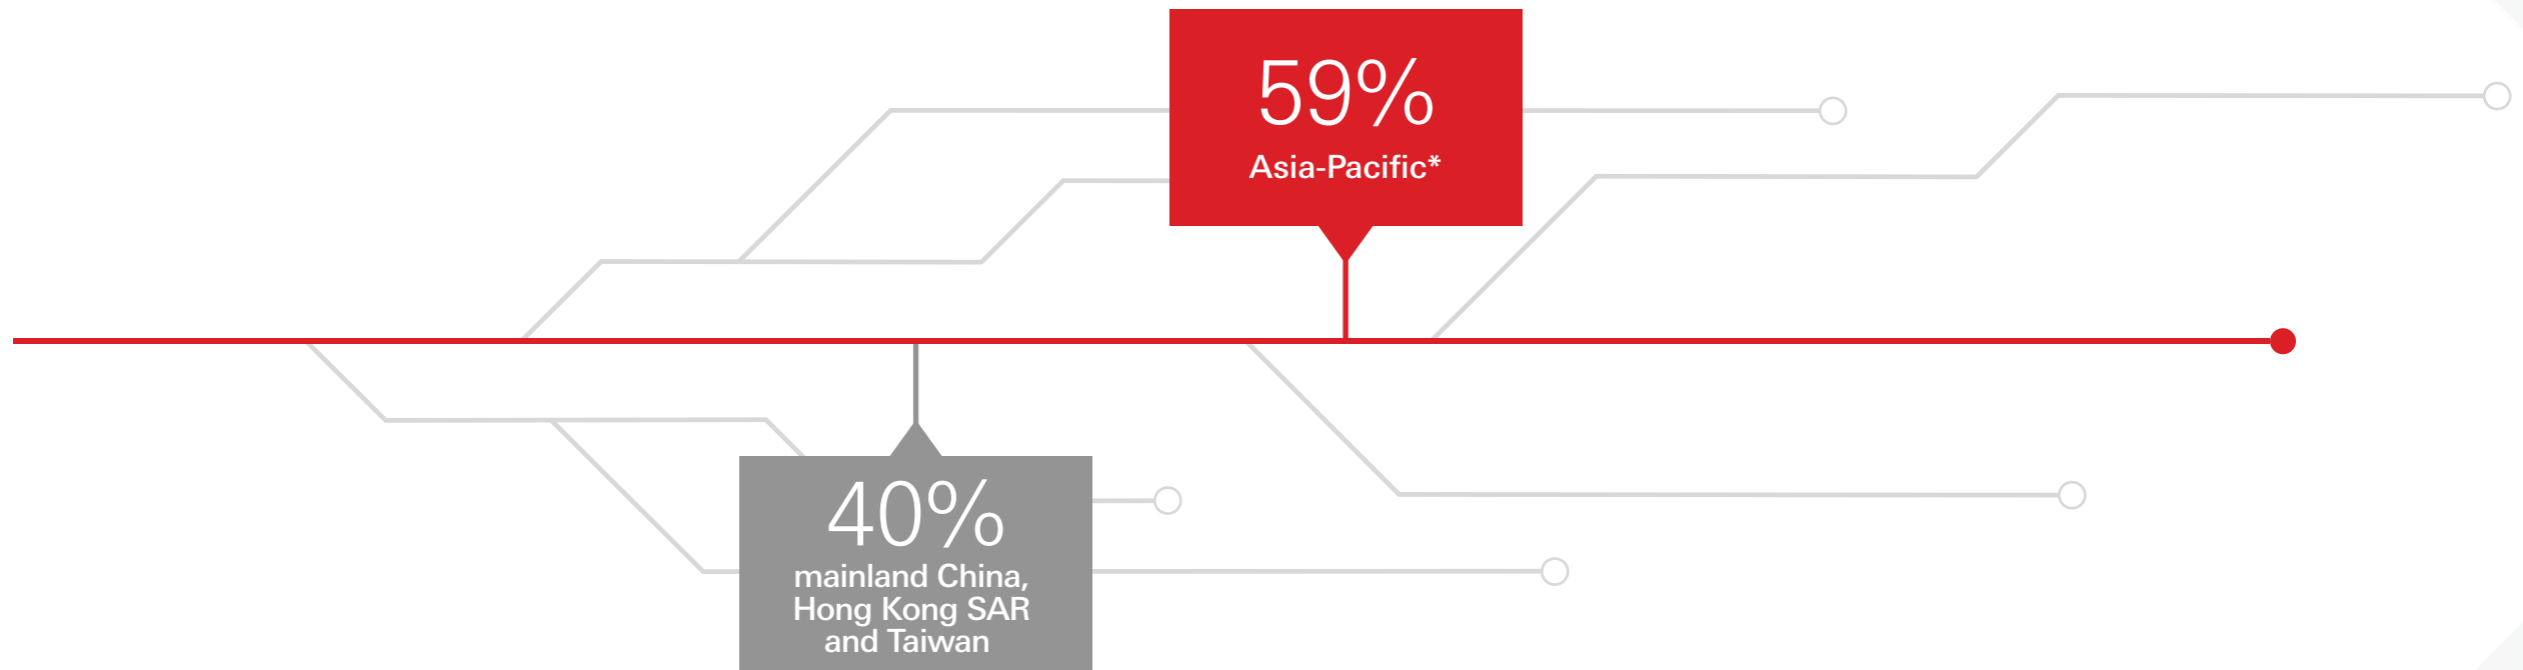 59%
Asia-Pacific*
40%
mainland China,
Hong Kong SAR
and Taiwan